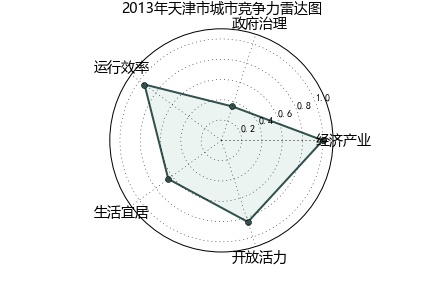 2013年天津市城市竞争力雷达图
政府治理
运行效率
1.0
0.8
0.6
0.4
0.2
经济产业
生活宜居
开放活力